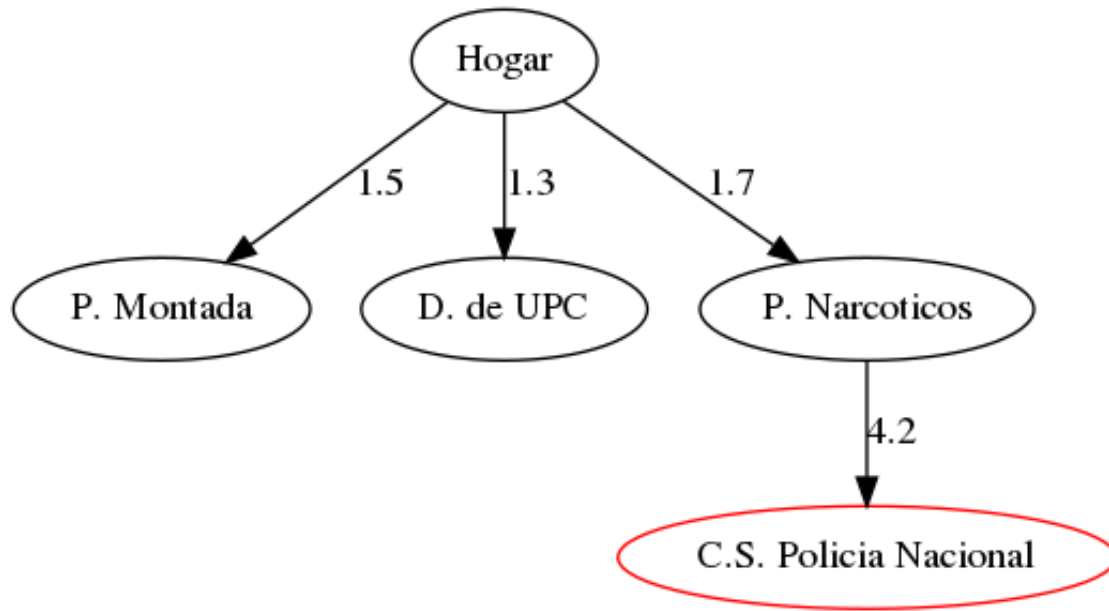 Hogar
1.5
1.3
1.7
P. Montada
D. de UPC
P. Narcoticos
4.2
C.S. Policia Nacional